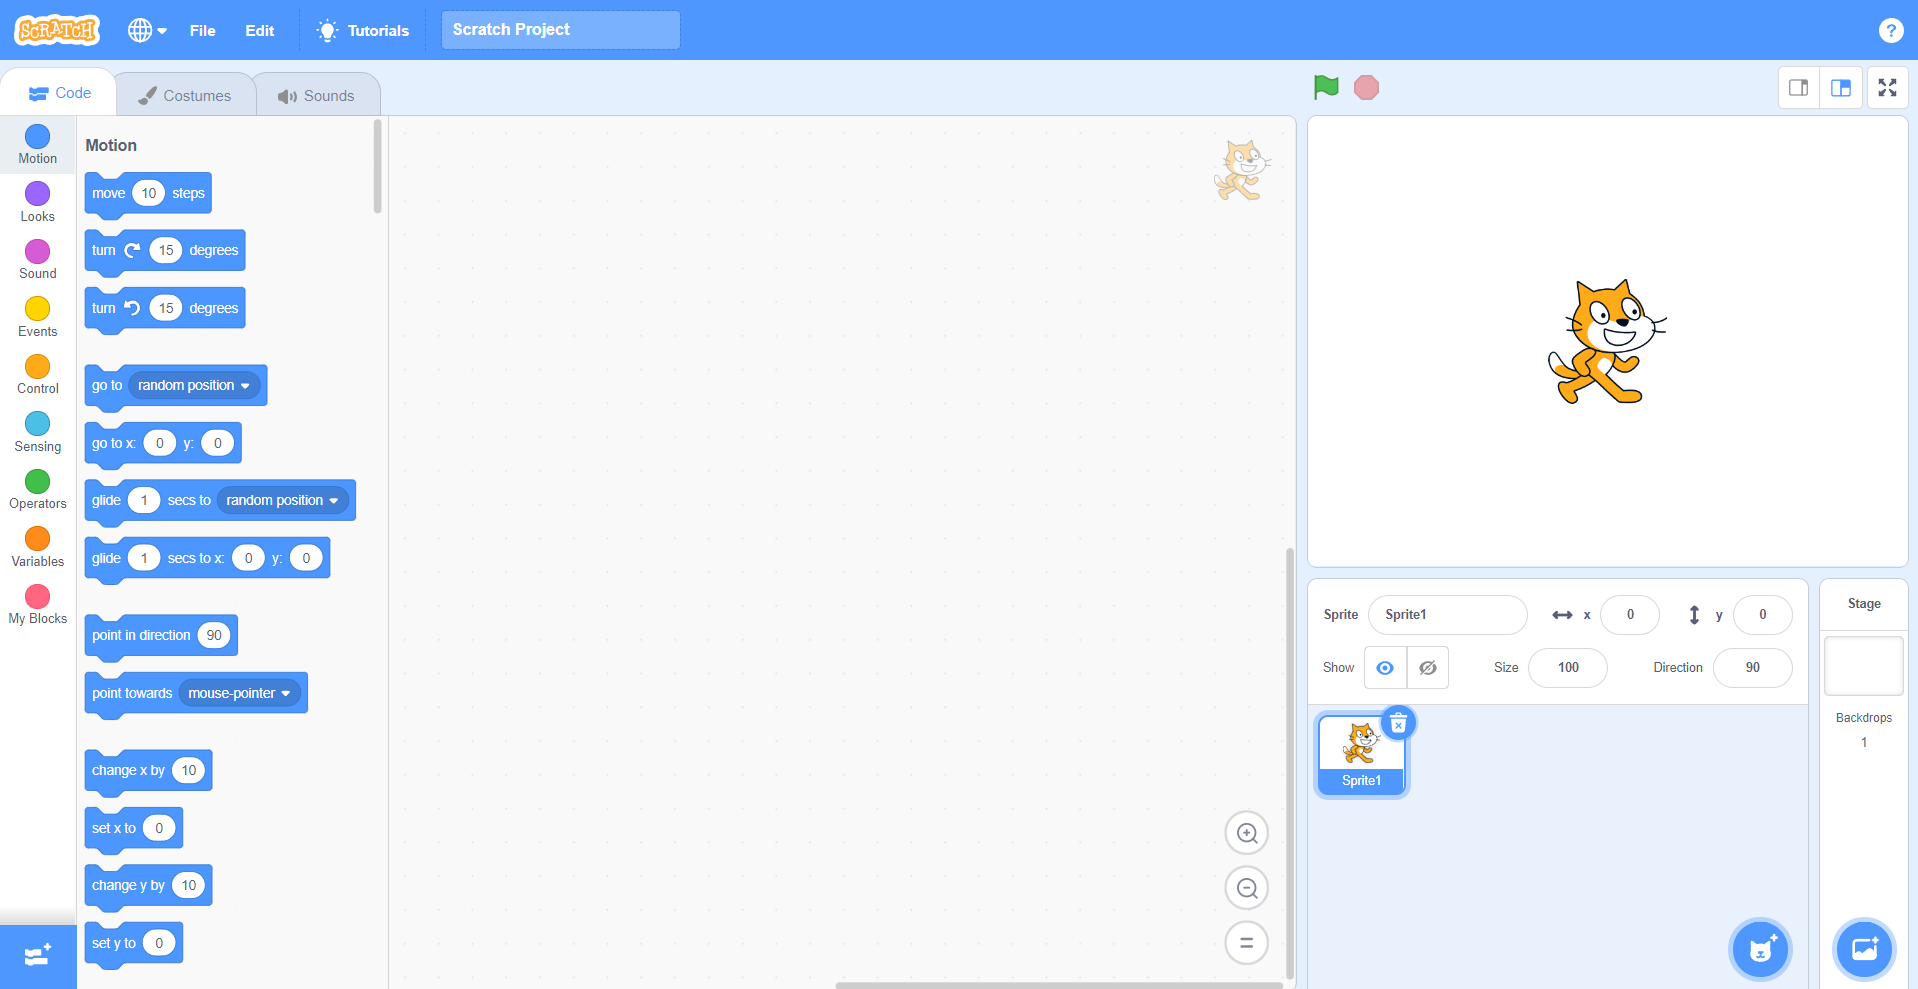 SCRATCH File Edit Tutorials Scratch Project ?
Code Costumes Sounds
Motion
Looks
Sound
Events
Control
Sensing
Operators
Variables
My Blocks
Motion
move 10 steps
turn 15 degrees
turn 15 degrees
go to random position
go to x: 0 y: 0
glide 1 secs to random position
glide 1 secs to x: 0 y: 0
point in direction 90
point towards mouse-pointer
change x by 10
set x to 0
change y by 10
set y to 0
Sprite Sprite1 x 0 y 0
Show Size 100 Direction 90
Sprite1
Stage
Backdrops
1